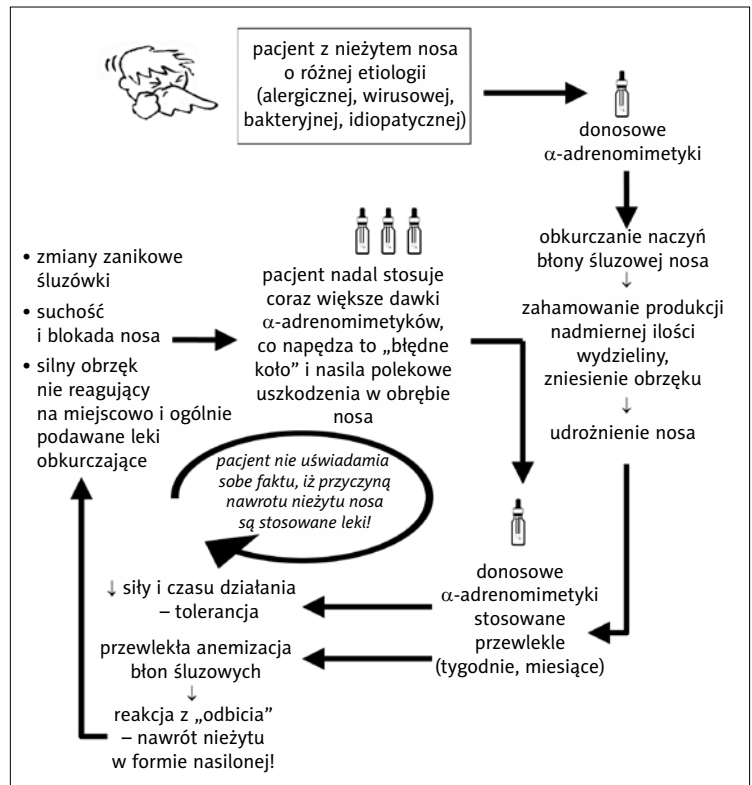 pacjent z nieżytem nosa
o różnej etiologii
(alergicznej, wirusowej,
bakteryjnej, idiopatycznej)
donosowe
α-adrenomimetyki
obkurczanie naczyń
błony śluzowej nosa
↓
zahamowanie produkcji
nadmiernej ilości
wydzieliny,
zniesienie obrzęku
↓
udrożnienie nosa
donosowe
α-adrenomimetyki
stosowane
przewlekle
(tygodnie, miesiące)
↓ siły i czasu działania
– tolerancja
przewlekła anemizacja
błon śluzowych
↓
reakcja z „odbicia”
– nawrót nieżytu
w formie nasilonej!
• zmiany zanikowe
śluzówki
• suchość
i blokada nosa
• silny obrzęk
nie reagujący
na miejscowo i ogólnie
podawane leki
obkurczające
pacjent nadal stosuje
coraz większe dawki
α-adrenomimetyków,
co napędza to „błędne
koło” i nasila polekowe
uszkodzenia w obrębie
nosa
pacjent nie uświadamia
sobe faktu, iż przyczyną
nawrotu nieżytu nosa
są stosowane leki!